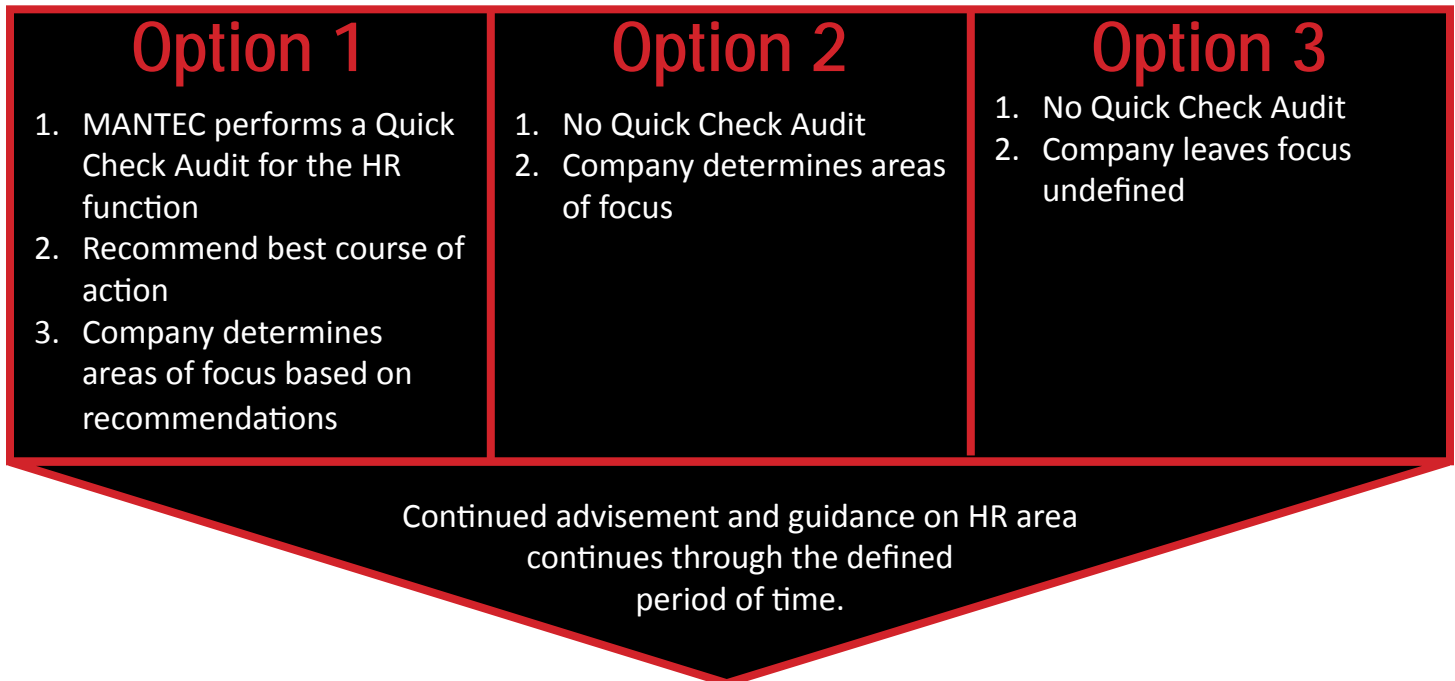 Option 1
1. MANTEC performs a Quick
Check Audit for the HR
function
2. Recommend best course of
action
3. Company determines
areas of focus based on
recommendations
Option 2
1. No Quick Check Audit
2. Company determines areas
of focus
Option 3
1. No Quick Check Audit
2. Company leaves focus
undefined
Continued advisement and guidance on HR area
continues through the defined
period of time.